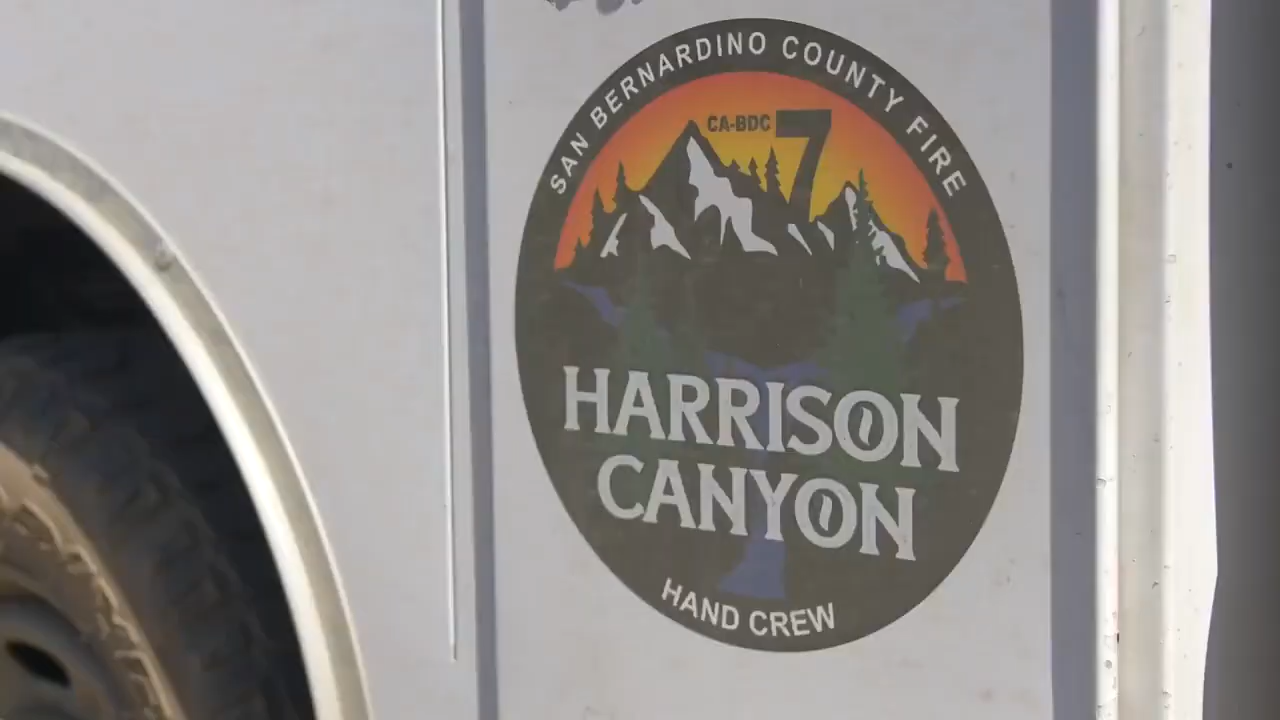 SAN BERNARDINO COUNTY FIRE
CA-BDC 7
HARRISON
CANYON
HAND CREW